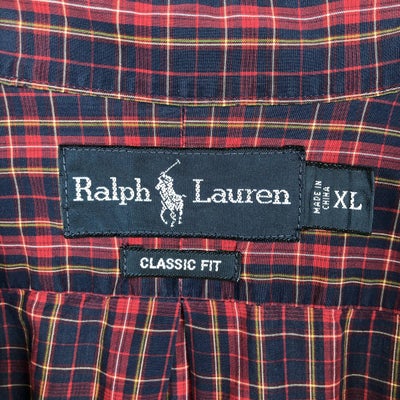 Ralph Lauren
MADE IN
CHINA
XL
CLASSIC FIT